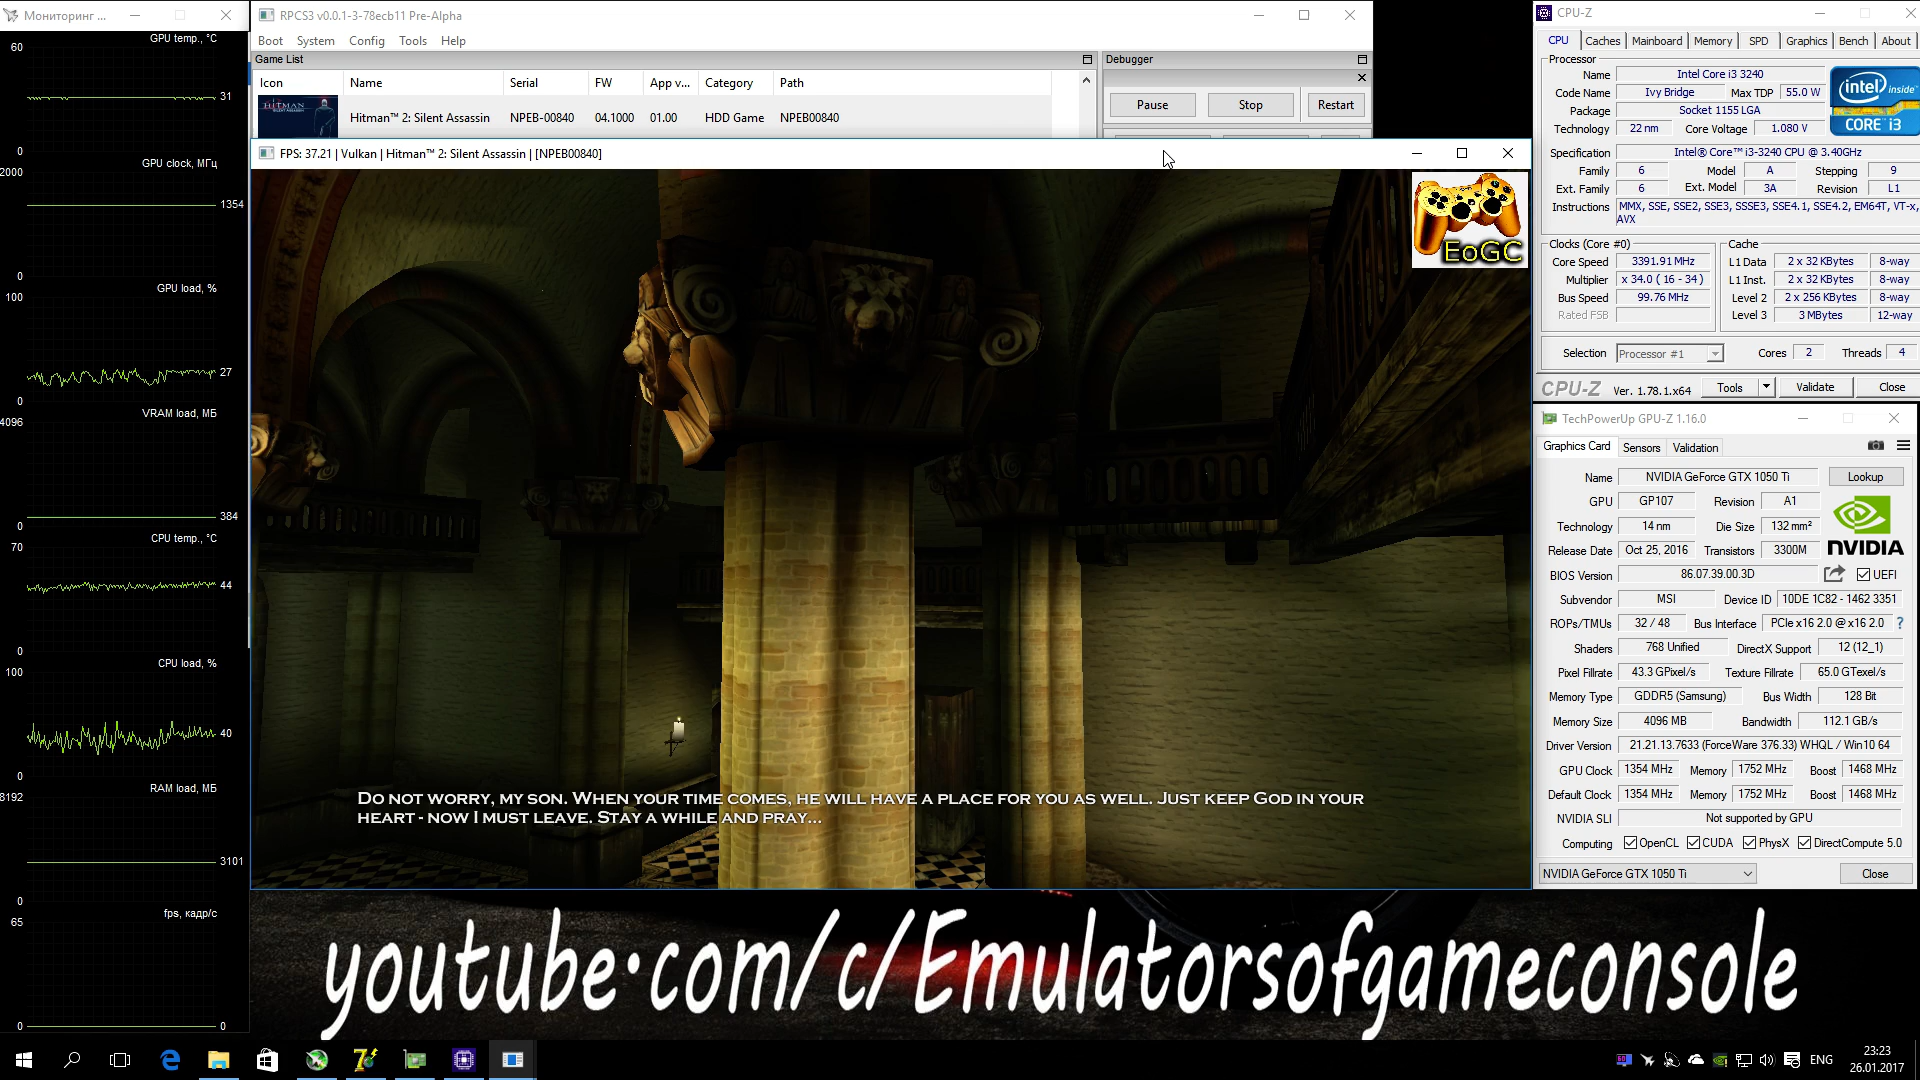 Мониторинг ...
GPU temp., °C
60
31
0
GPU clock, МГц
2000
1354
0
GPU load, %
100
27
0
VRAM load, МБ
4096
384
0
CPU temp., °C
70
44
0
CPU load, %
100
40
0
RAM load, МБ
8192
3101
0
fps, кадр/с
65
0
0
RPCS3 v0.0.1-3-78ecb11 Pre-Alpha
Boot System Config Tools Help
Game List
Icon Name Serial FW App v... Category Path
HITMAN
Hitman™ 2: Silent Assassin NPEB-00840 04.1000 01.00 HDD Game NPEB00840
Debugger
Pause Stop Restart
FPS: 37.21 | Vulkan | Hitman™ 2: Silent Assassin | [NPEB00840]
EoGC
Do not worry, my son. When your time comes, he will have a place for you as well. Just keep God in your
heart - now I must leave. Stay a while and pray...
youtube.com/c/Emulatorsofgameconsole
CPU-Z
CPU Caches Mainboard Memory SPD Graphics Bench About
Processor
Name Intel Core i3 3240
Code Name Ivy Bridge Max TDP 55.0 W
Package Socket 1155 LGA
Technology 22 nm Core Voltage 1.080 V
intel inside™
CORE i3
Specification Intel® Core™ i3-3240 CPU @ 3.40GHz
Family 6 Model A Stepping 9
Ext. Family 6 Ext. Model 3A Revision L1
Instructions MMX, SSE, SSE2, SSE3, SSSE3, SSE4.1, SSE4.2, EM64T, VT-x,
AVX
Clocks (Core #0)
Core Speed 3391.91 MHz
Multiplier x 34.0 ( 16 - 34 )
Bus Speed 99.76 MHz
Rated FSB
Cache
L1 Data 2 x 32 KBytes 8-way
L1 Inst. 2 x 32 KBytes 8-way
Level 2 2 x 256 KBytes 8-way
Level 3 3 MBytes 12-way
Selection Processor #1 Cores 2 Threads 4
CPU-Z Ver. 1.78.1.x64 Tools Validate Close
TechPowerUp GPU-Z 1.16.0
Graphics Card Sensors Validation
Name NVIDIA GeForce GTX 1050 Ti Lookup
GPU GP107 Revision A1
Technology 14 nm Die Size 132 mm²
Release Date Oct 25, 2016 Transistors 3300M
NVIDIA
BIOS Version 86.07.39.00.3D UEFI
Subvendor MSI Device ID 10DE 1C82 - 1462 3351
ROPs/TMUs 32 / 48 Bus Interface PCIe x16 2.0 @ x16 2.0 ?
Shaders 768 Unified DirectX Support 12 (12_1)
Pixel Fillrate 43.3 GPixel/s Texture Fillrate 65.0 GTexel/s
Memory Type GDDR5 (Samsung) Bus Width 128 Bit
Memory Size 4096 MB Bandwidth 112.1 GB/s
Driver Version 21.21.13.7633 (ForceWare 376.33) WHQL / Win10 64
GPU Clock 1354 MHz Memory 1752 MHz Boost 1468 MHz
Default Clock 1354 MHz Memory 1752 MHz Boost 1468 MHz
NVIDIA SLI Not supported by GPU
Computing OpenCL CUDA PhysX DirectCompute 5.0
NVIDIA GeForce GTX 1050 Ti Close
ENG
23:23
26.01.2017